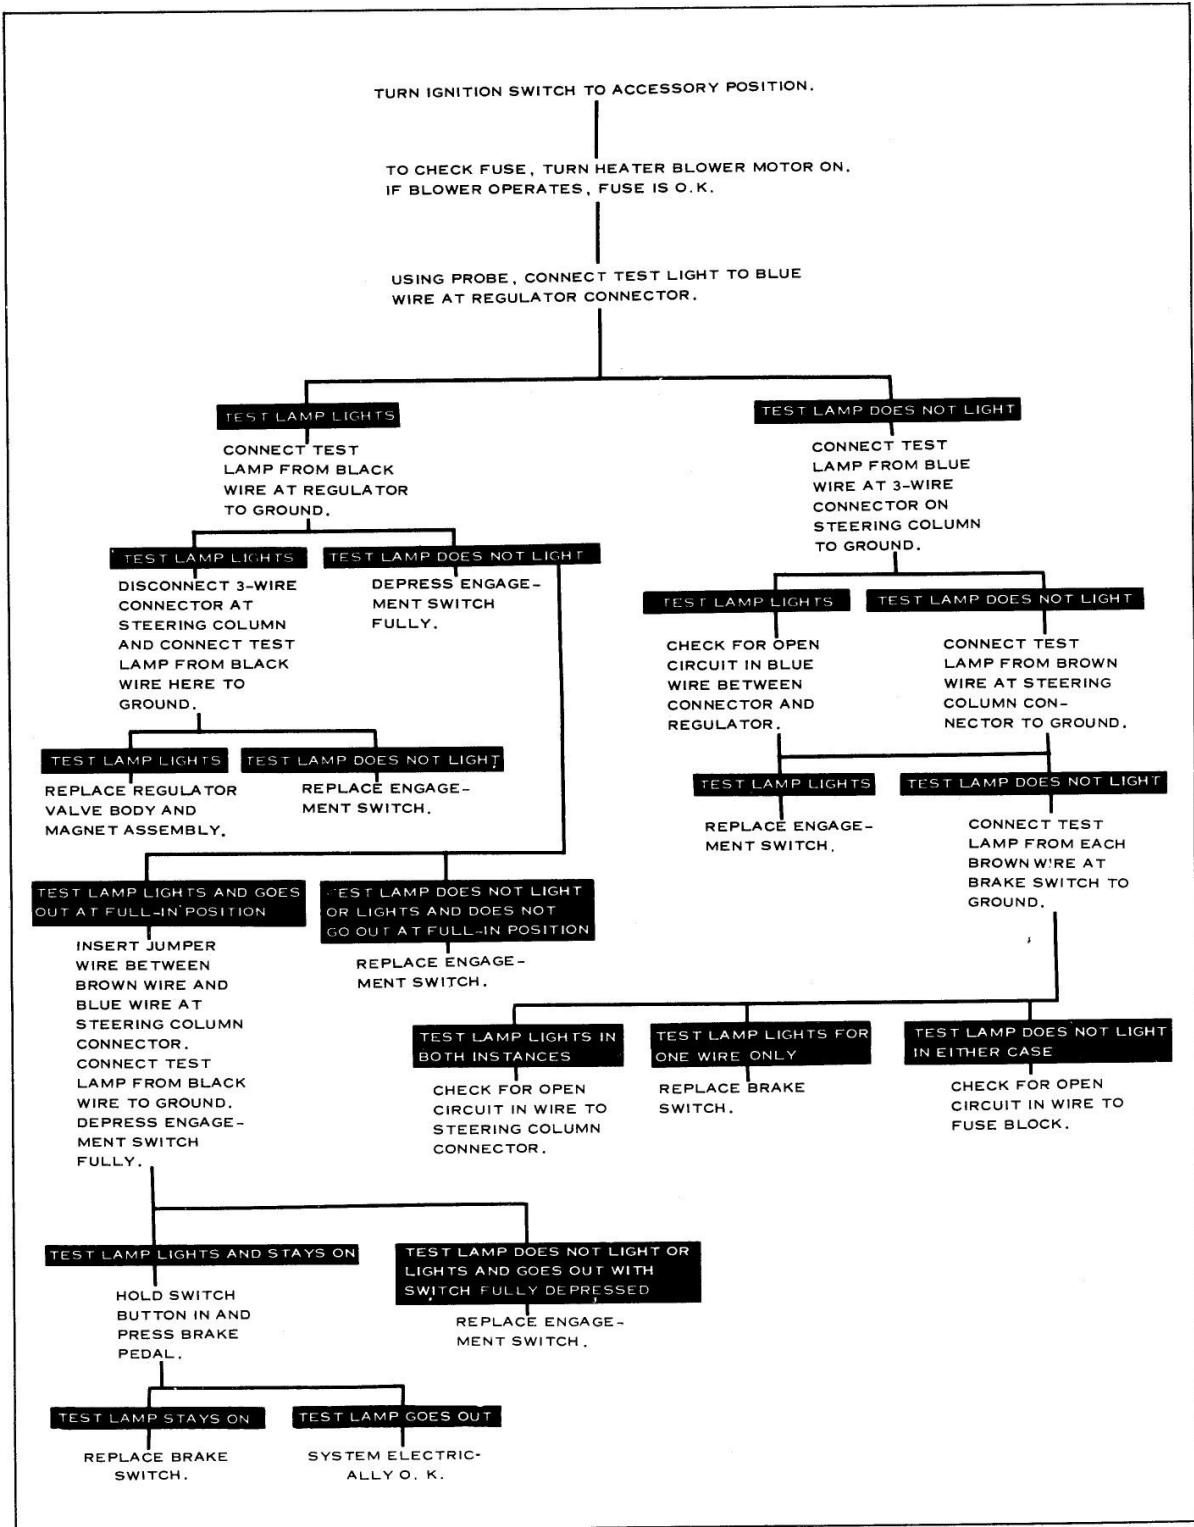 TURN IGNITION SWITCH TO ACCESSORY POSITION.
TO CHECK FUSE, TURN HEATER BLOWER MOTOR ON.
IF BLOWER OPERATES, FUSE IS O.K.
USING PROBE, CONNECT TEST LIGHT TO BLUE
WIRE AT REGULATOR CONNECTOR.
TEST LAMP LIGHTS
CONNECT TEST
LAMP FROM BLACK
WIRE AT REGULATOR
TO GROUND.
TEST LAMP DOES NOT LIGHT
CONNECT TEST
LAMP FROM BLUE
WIRE AT 3-WIRE
CONNECTOR ON
STEERING COLUMN
TO GROUND.
TEST LAMP LIGHTS
DISCONNECT 3-WIRE
CONNECTOR AT
STEERING COLUMN
AND CONNECT TEST
LAMP FROM BLACK
WIRE HERE TO
GROUND.
TEST LAMP DOES NOT LIGHT
DEPRESS ENGAGE-
MENT SWITCH
FULLY.
TEST LAMP LIGHTS
CHECK FOR OPEN
CIRCUIT IN BLUE
WIRE BETWEEN
CONNECTOR AND
REGULATOR.
TEST LAMP DOES NOT LIGHT
CONNECT TEST
LAMP FROM BROWN
WIRE AT STEERING
COLUMN CON-
NECTOR TO GROUND.
TEST LAMP LIGHTS
REPLACE REGULATOR
VALVE BODY AND
MAGNET ASSEMBLY.
TEST LAMP DOES NOT LIGHT
REPLACE ENGAGE-
MENT SWITCH.
TEST LAMP LIGHTS
REPLACE ENGAGE-
MENT SWITCH.
TEST LAMP DOES NOT LIGHT
CONNECT TEST
LAMP FROM EACH
BROWN WIRE AT
BRAKE SWITCH TO
GROUND.
TEST LAMP LIGHTS AND GOES
OUT AT FULL-IN POSITION
INSERT JUMPER
WIRE BETWEEN
BROWN WIRE AND
BLUE WIRE AT
STEERING COLUMN
CONNECTOR.
CONNECT TEST
LAMP FROM BLACK
WIRE TO GROUND.
DEPRESS ENGAGE-
MENT SWITCH
FULLY.
TEST LAMP DOES NOT LIGHT
OR LIGHTS AND DOES NOT
GO OUT AT FULL-IN POSITION
REPLACE ENGAGE-
MENT SWITCH.
TEST LAMP LIGHTS IN
BOTH INSTANCES
CHECK FOR OPEN
CIRCUIT IN WIRE TO
STEERING COLUMN
CONNECTOR.
TEST LAMP LIGHTS FOR
ONE WIRE ONLY
REPLACE BRAKE
SWITCH.
TEST LAMP DOES NOT LIGHT
IN EITHER CASE
CHECK FOR OPEN
CIRCUIT IN WIRE TO
FUSE BLOCK.
TEST LAMP LIGHTS AND STAYS ON
HOLD SWITCH
BUTTON IN AND
PRESS BRAKE
PEDAL.
TEST LAMP DOES NOT LIGHT OR
LIGHTS AND GOES OUT WITH
SWITCH FULLY DEPRESSED
REPLACE ENGAGE-
MENT SWITCH.
TEST LAMP STAYS ON
REPLACE BRAKE
SWITCH.
TEST LAMP GOES OUT
SYSTEM ELECTRIC-
ALLY O. K.